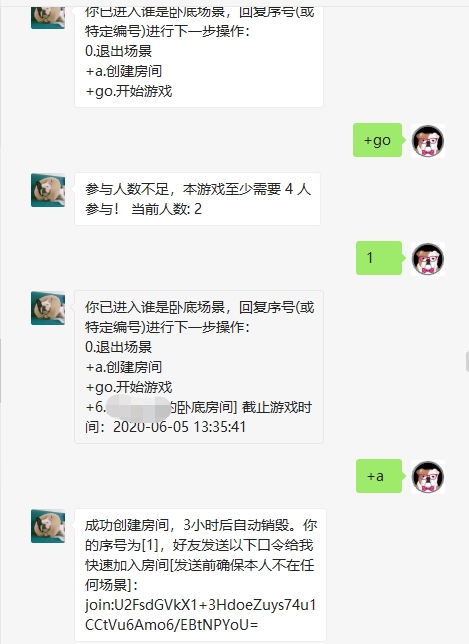 你已进入谁是卧底场景，回复序号(或
特定编号)进行下一步操作：
0.退出场景
+a.创建房间
+go.开始游戏
+go
参与人数不足，本游戏至少需要 4 人
参与！ 当前人数: 2
1
你已进入谁是卧底场景，回复序号(或
特定编号)进行下一步操作：
0.退出场景
+a.创建房间
+go.开始游戏
+6. 的卧底房间] 截止游戏时
间：2020-06-05 13:35:41
+a
成功创建房间，3小时后自动销毁。你
的序号为[1]，好友发送以下口令给我
快速加入房间[发送前确保本人不在任
何场景]：
join:U2FsdGVkX1+3HdoeZuys74u1
CCtVu6Amo6/EBtNPYoU=